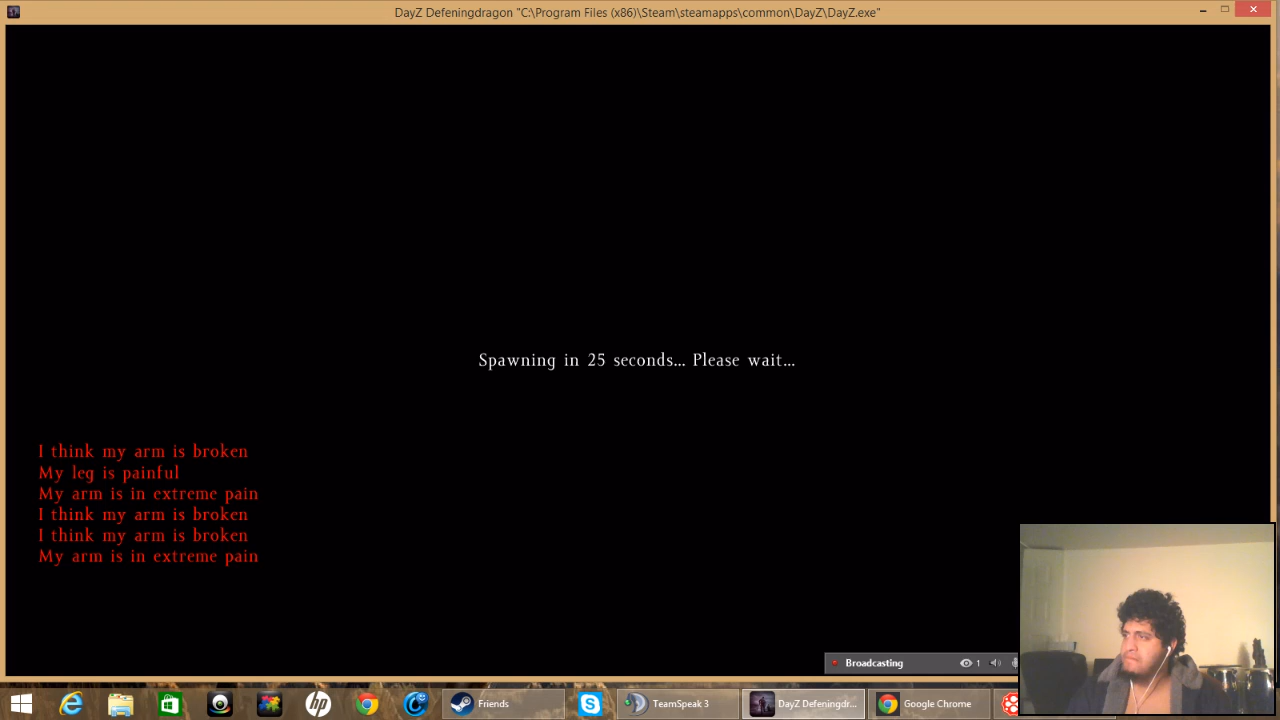 DayZ Defeningdragon "C:\Program Files (x86)\Steam\steamapps\common\DayZ\DayZ.exe"
Spawning in 25 seconds... Please wait...
I think my arm is broken
My leg is painful
My arm is in extreme pain
I think my arm is broken
I think my arm is broken
My arm is in extreme pain
Broadcasting 1
hp Friends TeamSpeak 3 DayZ Defeningdr... Google Chrome